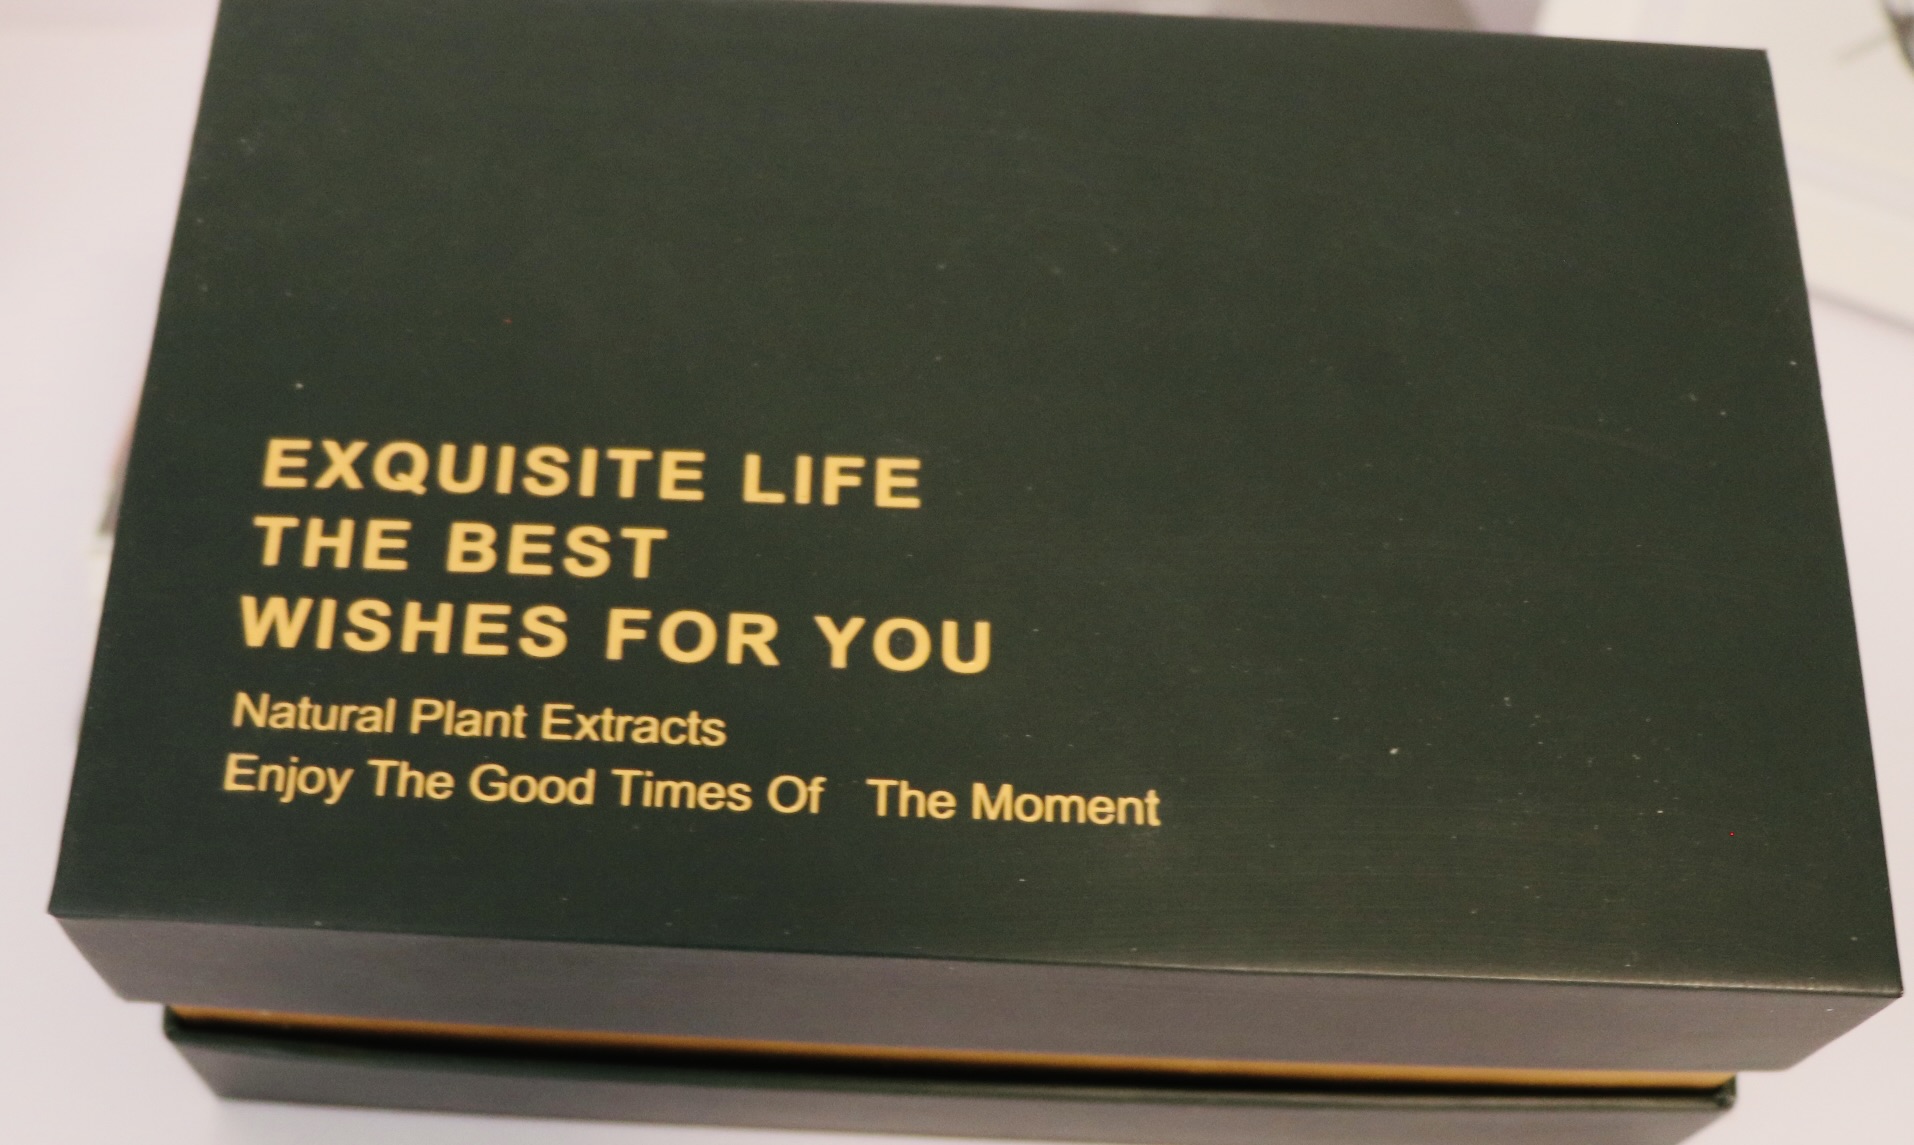 EXQUISITE LIFE
THE BEST
WISHES FOR YOU
Natural Plant Extracts
Enjoy The Good Times Of The Moment